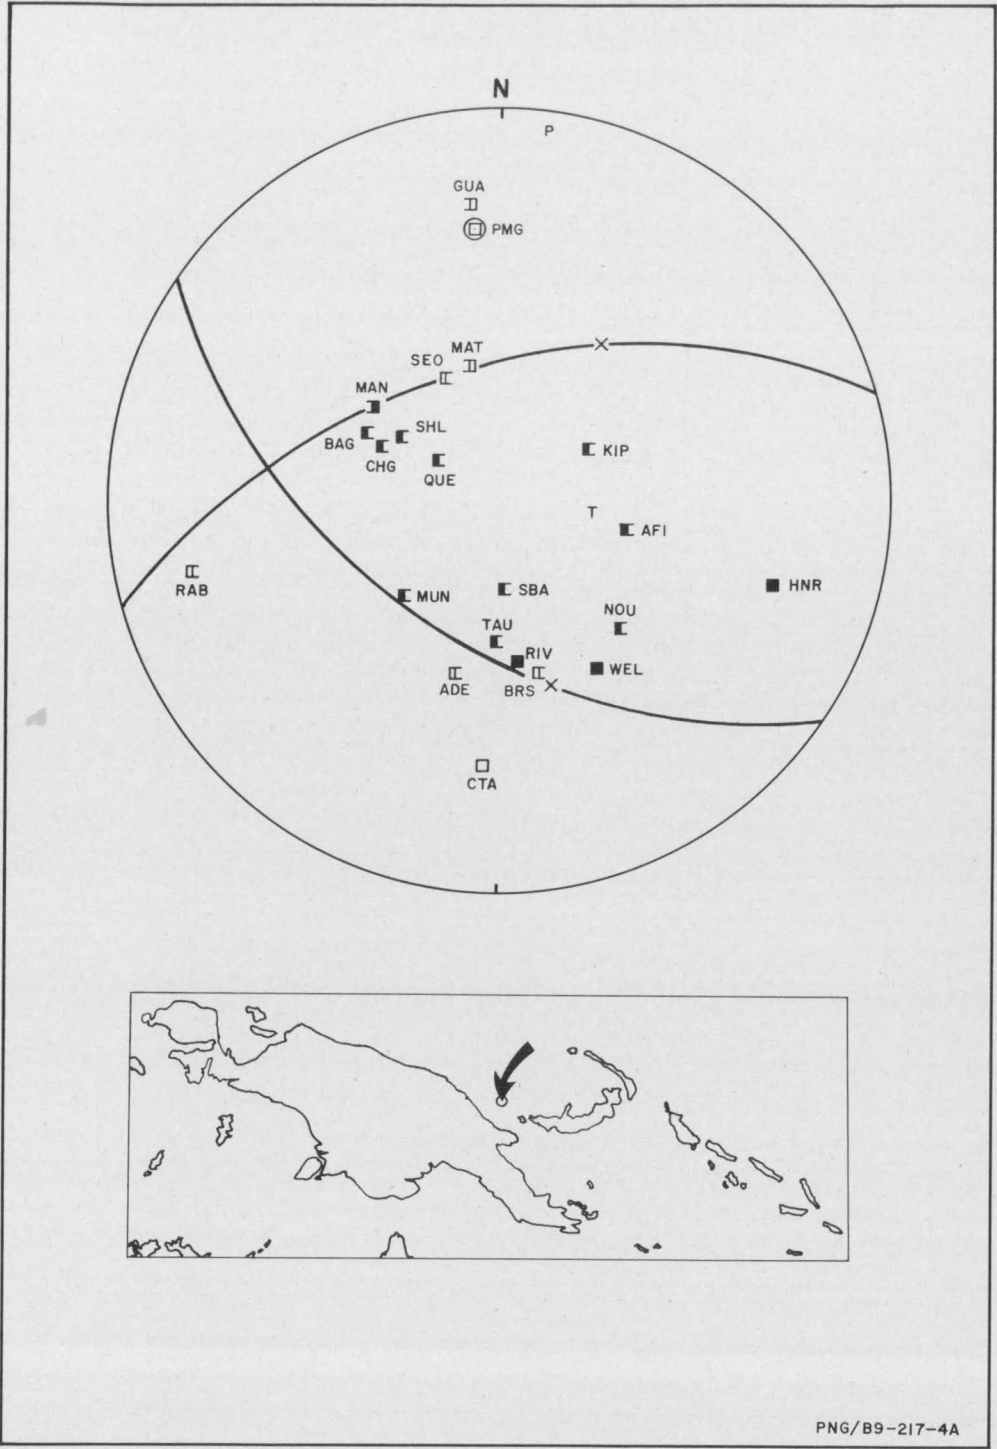 N
P
GUA
PMG
MAT
SEO
MAN
SHL
BAG
CHG
QUE
KIP
T
AFI
RAB
MUN
SBA
HNR
NOU
TAU
RIV
WEL
ADE
BRS
CTA
PNG/B9-217-4A